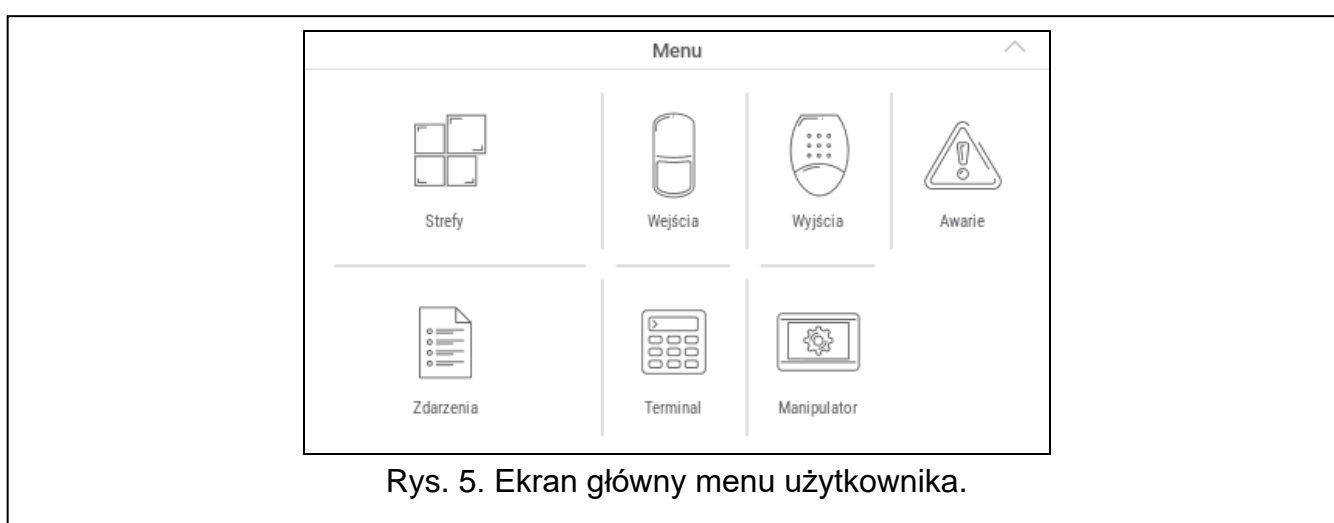 Menu
Strefy
Wejścia
Wyjścia
Awarie
Zdarzenia
Terminal
Manipulator
Rys. 5. Ekran główny menu użytkownika.